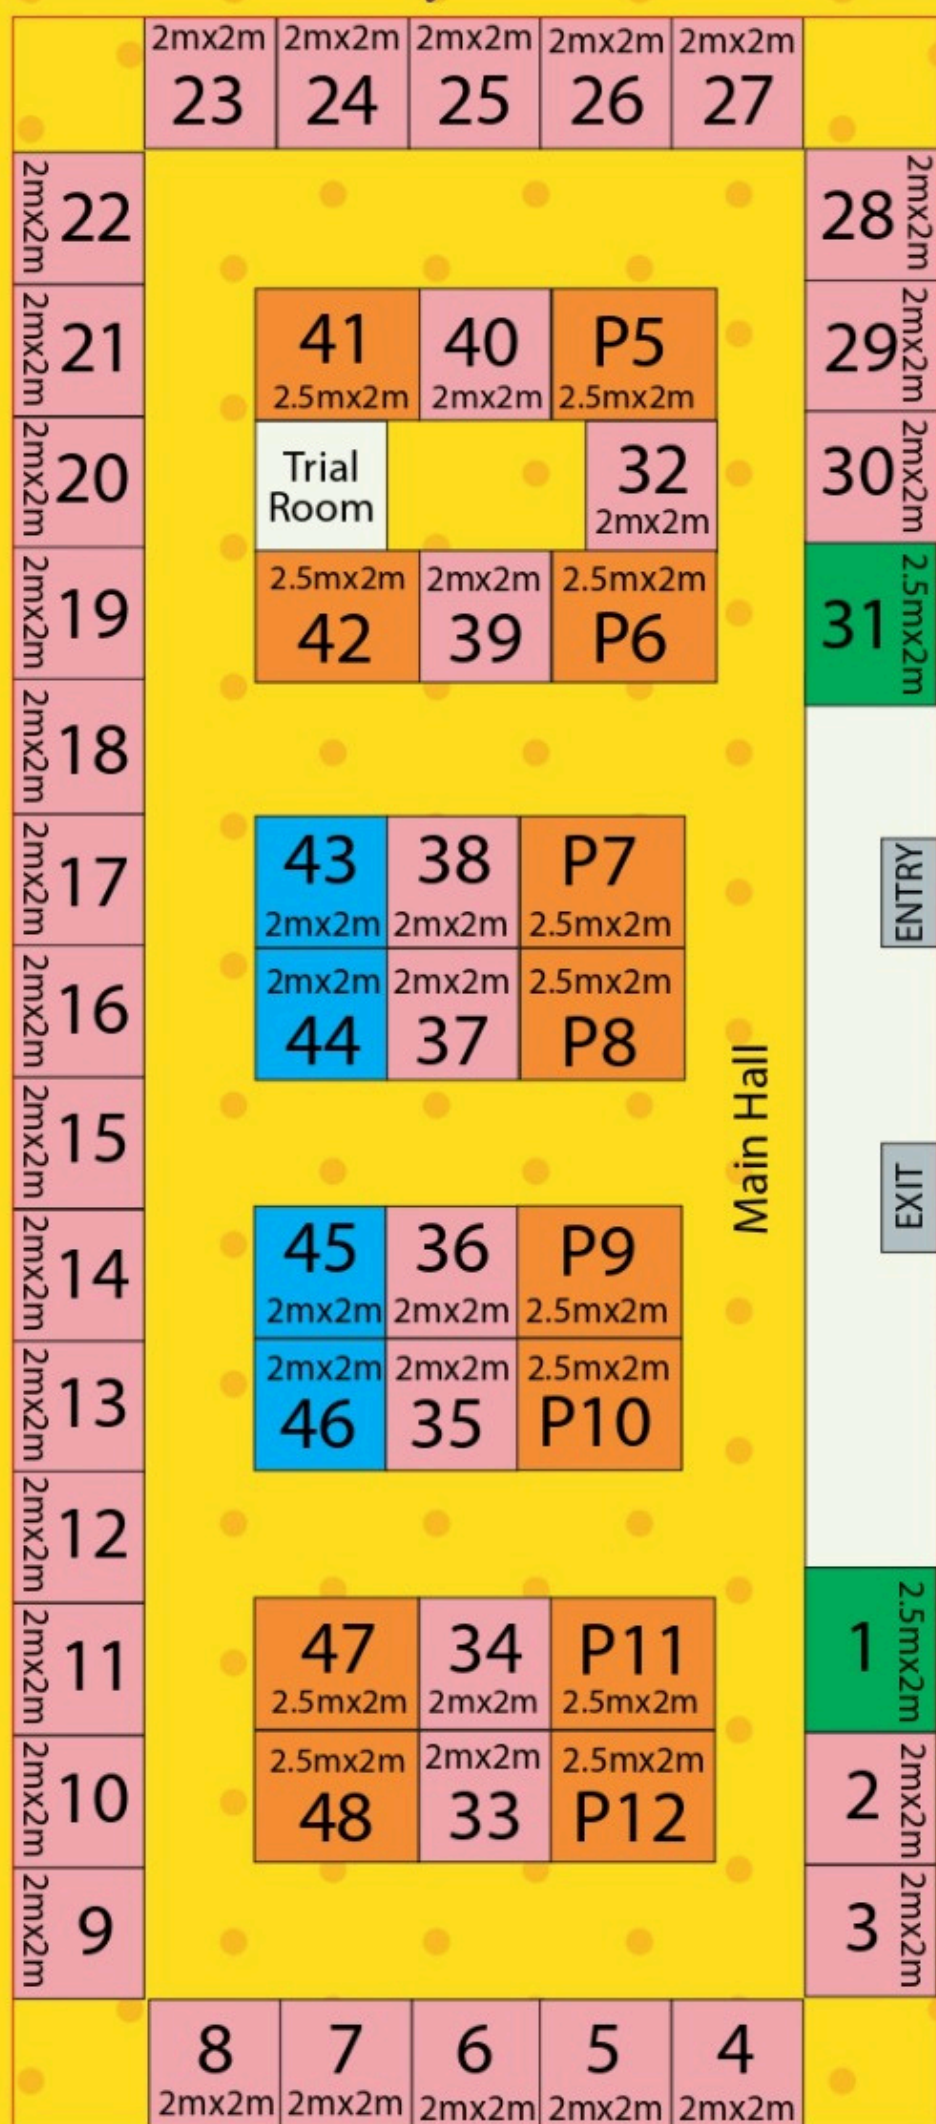 2mx2m 2mx2m 2mx2m 2mx2m 2mx2m
23 24 25 26 27
2mx2m 22
28 2mx2m
2mx2m 21
41 40 P5
2.5mx2m 2mx2m 2.5mx2m
29 2mx2m
2mx2m 20
Trial
Room
32
2mx2m
30 2mx2m
2mx2m 19
2.5mx2m 2mx2m 2.5mx2m
42 39 P6
31 2.5mx2m
2mx2m 18
2mx2m 17
43 38 P7
2mx2m 2mx2m 2.5mx2m
ENTRY
2mx2m 16
2mx2m 2mx2m 2.5mx2m
44 37 P8
Main Hall
2mx2m 15
EXIT
2mx2m 14
45 36 P9
2mx2m 2mx2m 2.5mx2m
2mx2m 13
2mx2m 2mx2m 2.5mx2m
46 35 P10
2mx2m 12
2mx2m 11
47 34 P11
2.5mx2m 2mx2m 2.5mx2m
1 2.5mx2m
2mx2m 10
2.5mx2m 2mx2m 2.5mx2m
48 33 P12
2 2mx2m
2mx2m 9
3 2mx2m
8 7 6 5 4
2mx2m 2mx2m 2mx2m 2mx2m 2mx2m